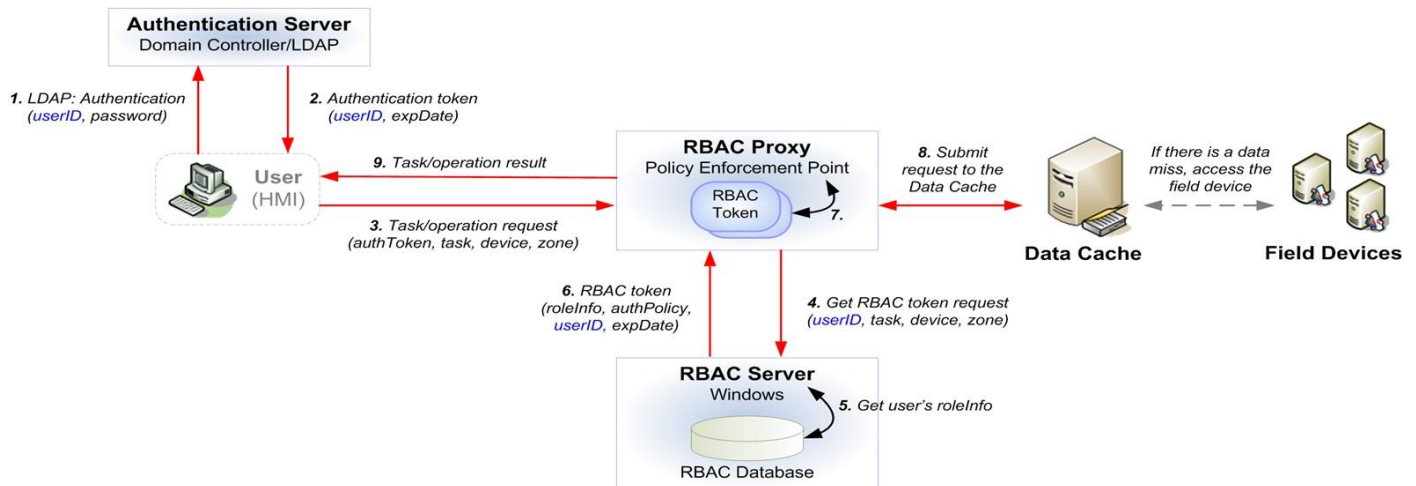 Authentication Server
Domain Controller/LDAP
1. LDAP: Authentication
(userID, password)
2. Authentication token
(userID, expDate)
User
(HMI)
9. Task/operation result
3. Task/operation request
(authToken, task, device, zone)
RBAC Proxy
Policy Enforcement Point
RBAC
Token
7.
8. Submit
request to the
Data Cache
Data Cache
If there is a data
miss, access the
field device
Field Devices
6. RBAC token
(roleInfo, authPolicy,
userID, expDate)
4. Get RBAC token request
(userID, task, device, zone)
RBAC Server
Windows
5. Get user's roleInfo
RBAC Database